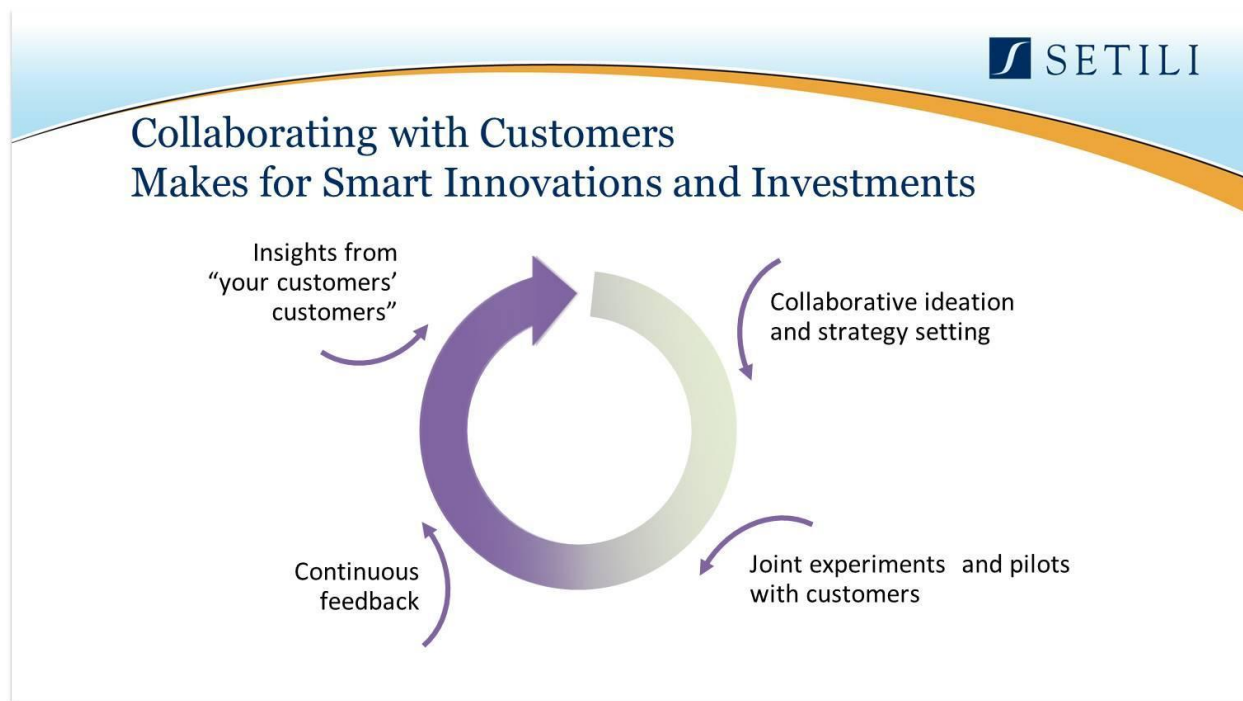 SETILI
Collaborating with Customers
Makes for Smart Innovations and Investments
Insights from
“your customers’
customers”
Collaborative ideation
and strategy setting
Joint experiments and pilots
with customers
Continuous
feedback